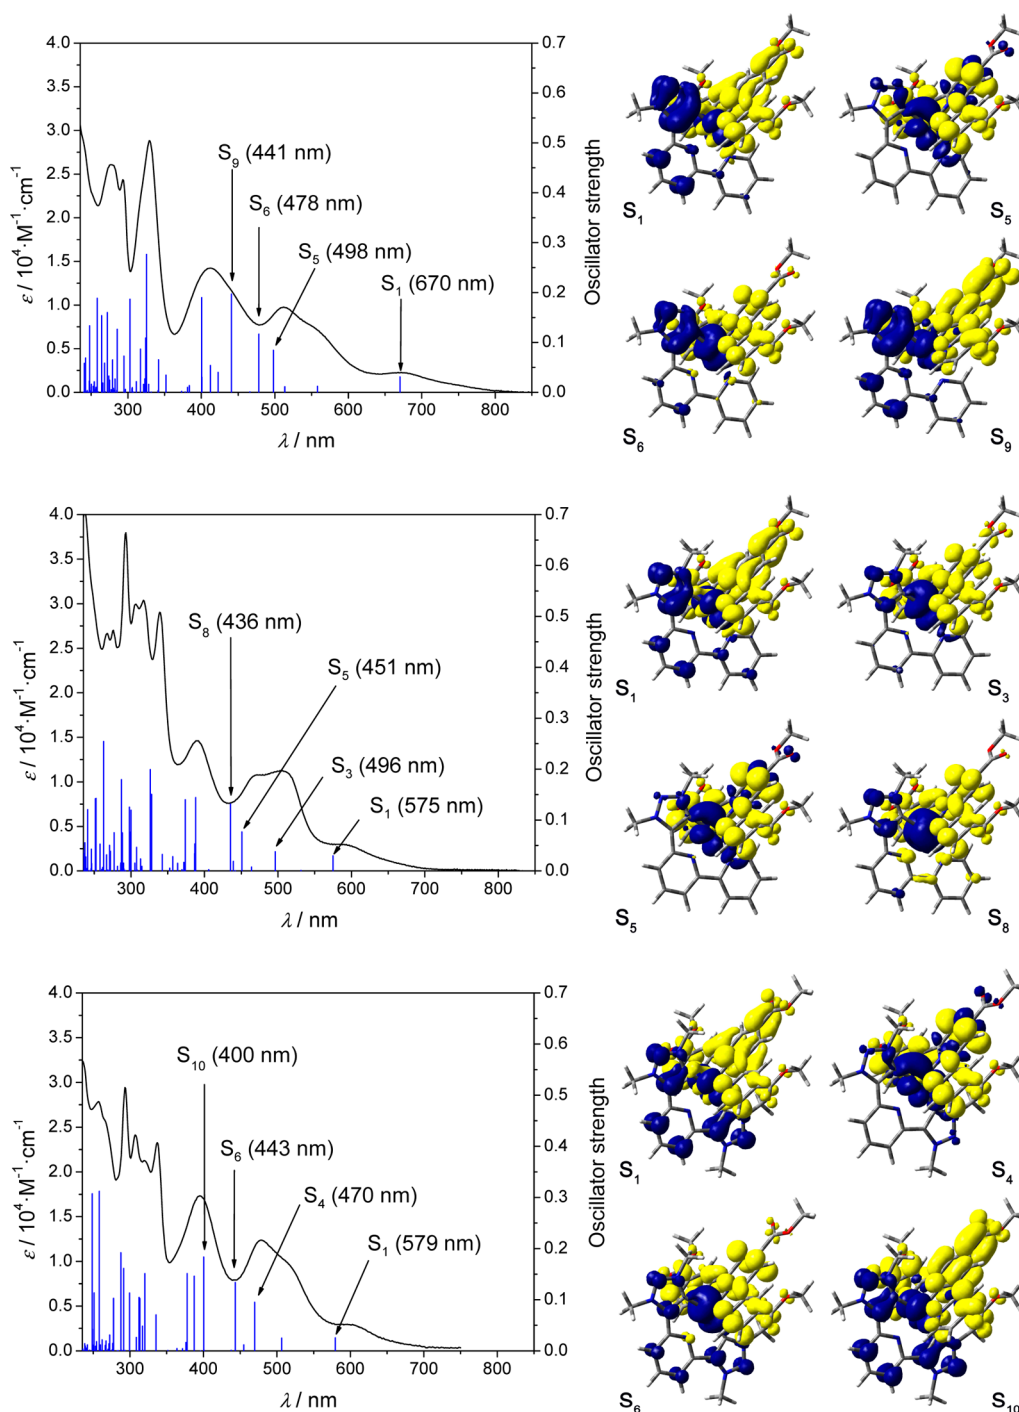 4.0
3.5
3.0
2.5
2.0
1.5
1.0
0.5
0.0
ε / 10⁴·M⁻¹·cm⁻¹
300 400 500 600 700 800
λ / nm
0.7
0.6
0.5
0.4
0.3
0.2
0.1
0.0
Oscillator strength
S₉ (441 nm)
S₆ (478 nm)
S₅ (498 nm)
S₁ (670 nm)
S₁
S₅
S₆
S₉
4.0
3.5
3.0
2.5
2.0
1.5
1.0
0.5
0.0
ε / 10⁴·M⁻¹·cm⁻¹
300 400 500 600 700 800
λ / nm
0.7
0.6
0.5
0.4
0.3
0.2
0.1
0.0
Oscillator strength
S₈ (436 nm)
S₅ (451 nm)
S₃ (496 nm)
S₁ (575 nm)
S₁
S₃
S₅
S₈
4.0
3.5
3.0
2.5
2.0
1.5
1.0
0.5
0.0
ε / 10⁴·M⁻¹·cm⁻¹
300 400 500 600 700 800
λ / nm
0.7
0.6
0.5
0.4
0.3
0.2
0.1
0.0
Oscillator strength
S₁₀ (400 nm)
S₆ (443 nm)
S₄ (470 nm)
S₁ (579 nm)
S₁
S₄
S₆
S₁₀